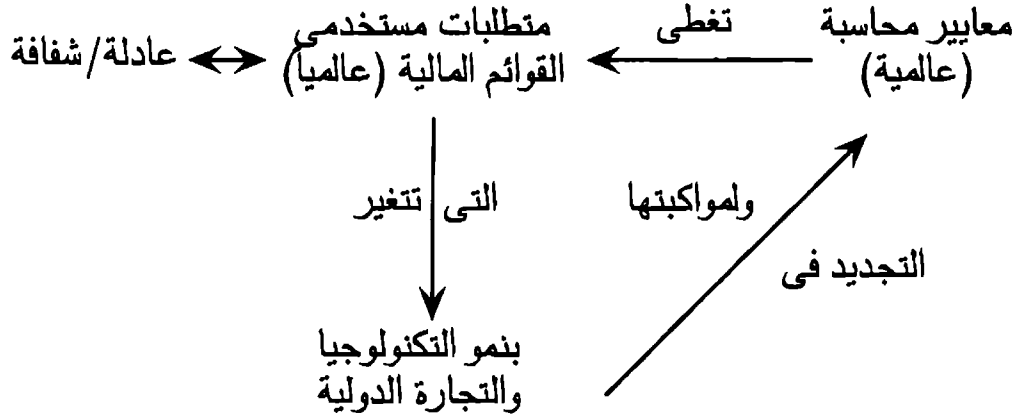 معايير محاسبة
(عالمية)
تغطى
متطلبات مستخدمى
القوائم المالية (عالمياً)
عادلة/شفافة
التى تتغير
بنمو التكنولوجيا
والتجارة الدولية
ولمواكبتها
التجديد فى